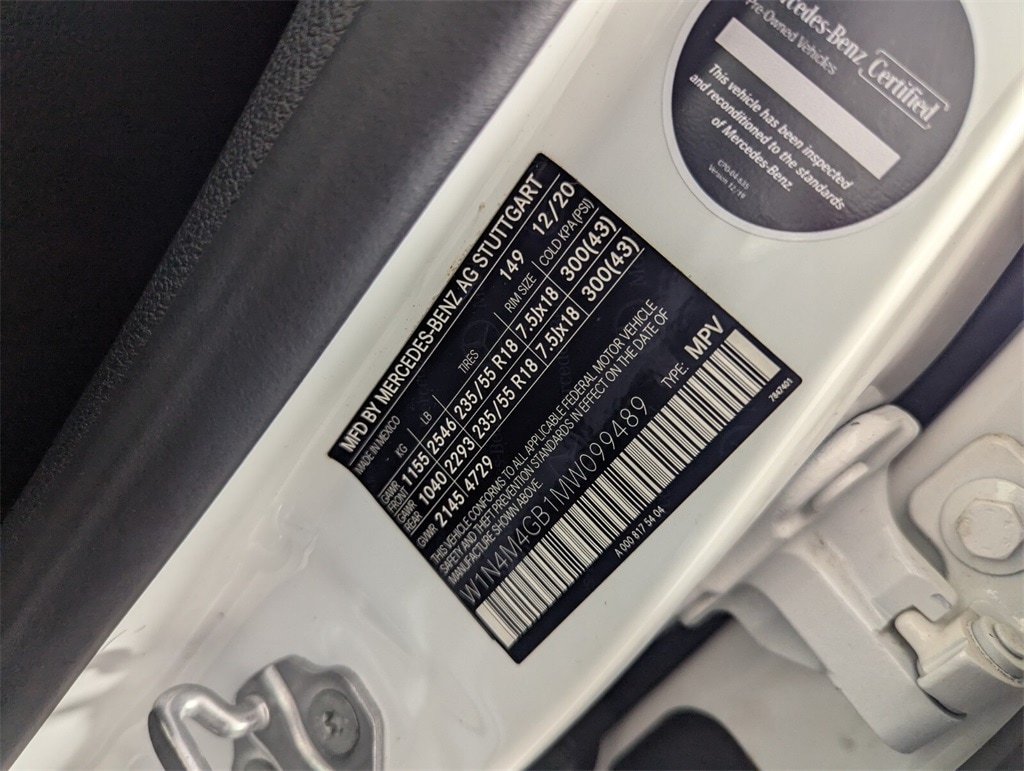 Mercedes-Benz Certified
Pre-Owned Vehicles
This vehicle has been inspected
and reconditioned to the standards
of Mercedes-Benz
Version 12/19
MFD BY MERCEDES-BENZ AG STUTTGART
MADE IN MEXICO 149 12/20
KG LB TIRES RIM SIZE COLD KPA(PSI)
GAWR FRONT 1155 2546 235/55 R18 7.5Jx18 300(43)
GAWR REAR 1040 2293 235/55 R18 7.5Jx18 300(43)
GVWR 2145 4729
THIS VEHICLE CONFORMS TO ALL APPLICABLE FEDERAL MOTOR VEHICLE
SAFETY AND THEFT PREVENTION STANDARDS IN EFFECT ON THE DATE OF
MANUFACTURE SHOWN ABOVE
TYPE: MPV
W1N4M4GB1MW099489
A 000 817 54 04
7847401